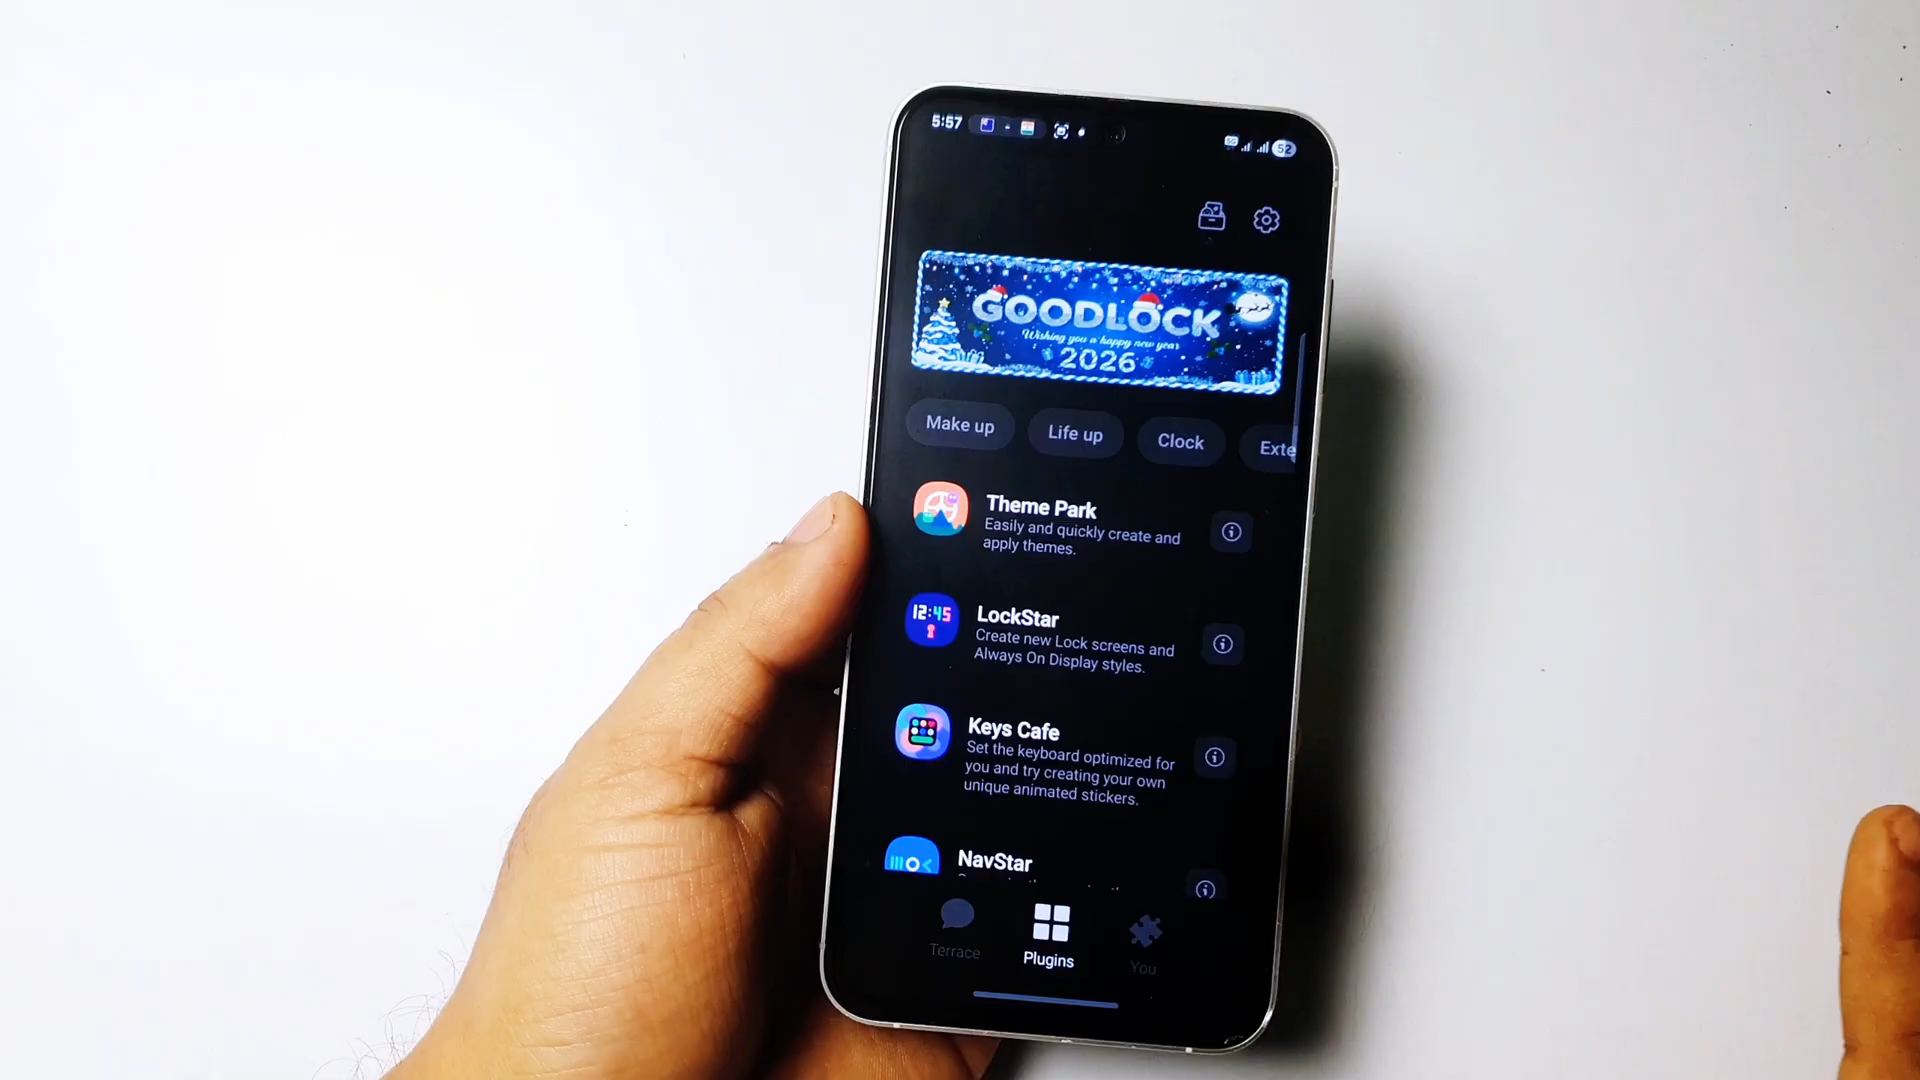 5:57
52
GOODLOCK
Wishing you a happy new year
2026
Make up
Life up
Clock
Exte
Theme Park
Easily and quickly create and
apply themes.
12:45
LockStar
Create new Lock screens and
Always On Display styles.
Keys Cafe
Set the keyboard optimized for
you and try creating your own
unique animated stickers.
NavStar
Terrace
Plugins
You